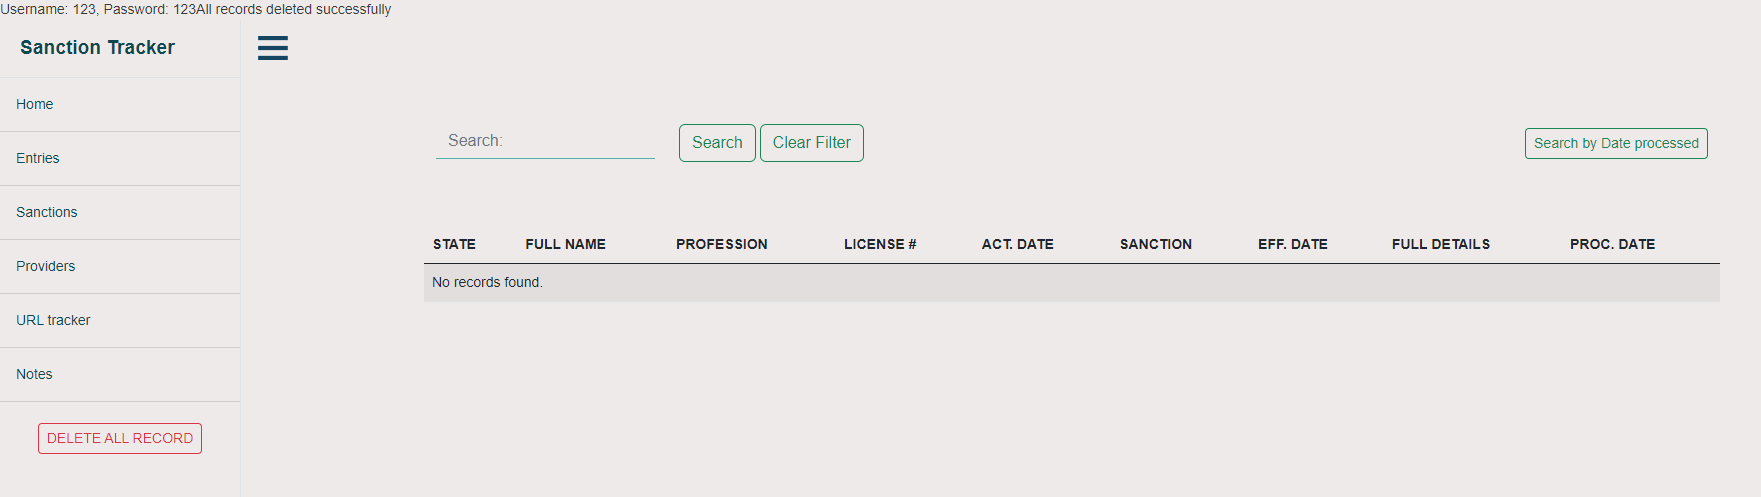 Username: 123, Password: 123All records deleted successfully
Sanction Tracker
Home
Entries
Sanctions
Providers
URL tracker
Notes
DELETE ALL RECORD
Search: Search Clear Filter Search by Date processed
STATE FULL NAME PROFESSION LICENSE # ACT. DATE SANCTION EFF. DATE FULL DETAILS PROC. DATE
No records found.